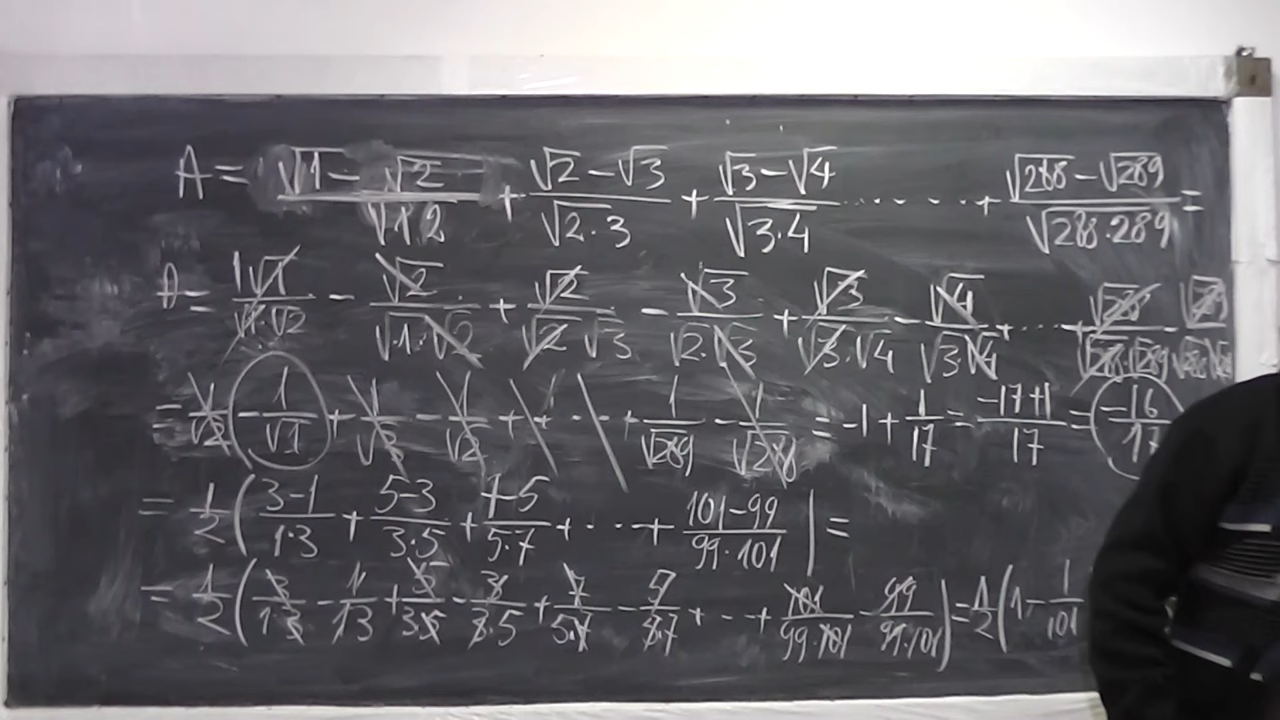 A = (√1 − √2)/√(1·2) + (√2 − √3)/√(2·3) + (√3 − √4)/√(3·4) ....... + (√288 − √289)/√(288·289) =
A = 1√1/(√1·√2) − √2/(√1·√2) + √2/(√2 √3) − √3/(√2·√3) + √3/(√3·√4) − √4/(√3 √4) + ... + √288/(√288·√289) − √289/(√288 √289)
= 1/√2 − 1/√1 + 1/√3 − 1/√2 + ... + 1/√289 − 1/√288 = −1 + 1/17 = (−17+1)/17 = −16/17
= 1/2 ( (3−1)/(1·3) + (5−3)/(3·5) + (7−5)/(5·7) + ... + (101−99)/(99·101) ) =
= 1/2 ( 3/(1·3) − 1/(1·3) + 5/(3·5) − 3/(3·5) + 7/(5·7) − 5/(5·7) + ... + 101/(99·101) − 99/(99·101) ) = 1/2 ( 1 − 1/101